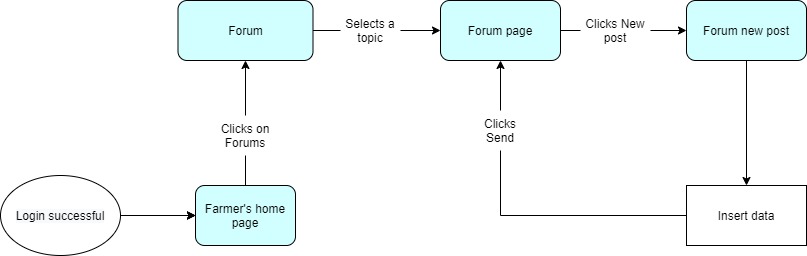 Forum
Selects a
topic
Forum page
Clicks New
post
Forum new post
Clicks on
Forums
Clicks
Send
Login successful
Farmer's home
page
Insert data